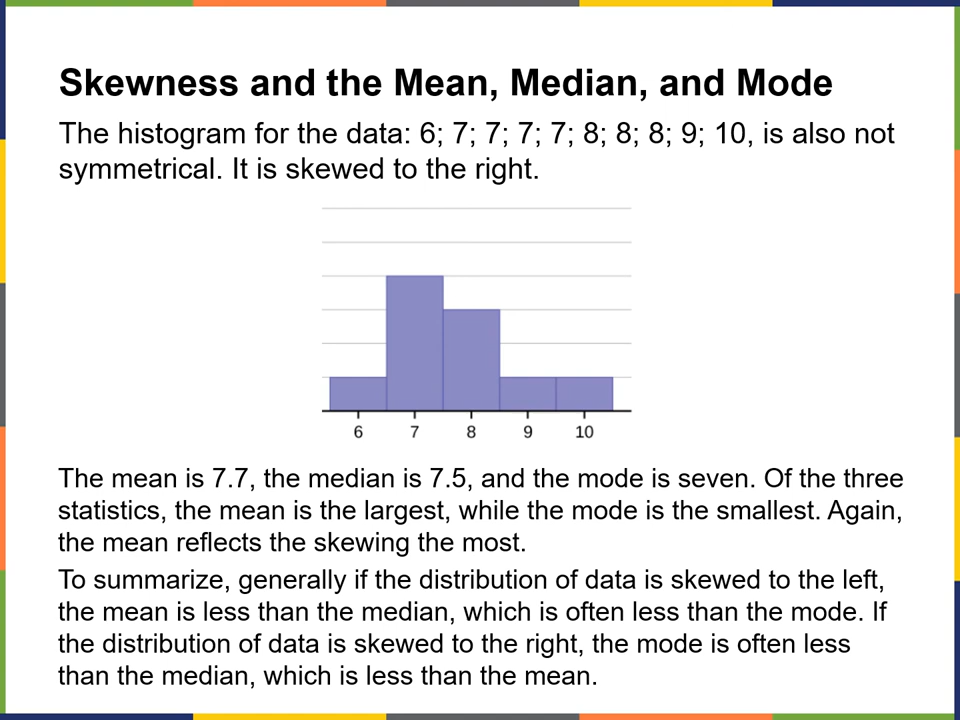 Skewness and the Mean, Median, and Mode
The histogram for the data: 6; 7; 7; 7; 7; 8; 8; 8; 9; 10, is also not
symmetrical. It is skewed to the right.
6 7 8 9 10
The mean is 7.7, the median is 7.5, and the mode is seven. Of the three
statistics, the mean is the largest, while the mode is the smallest. Again,
the mean reflects the skewing the most.
To summarize, generally if the distribution of data is skewed to the left,
the mean is less than the median, which is often less than the mode. If
the distribution of data is skewed to the right, the mode is often less
than the median, which is less than the mean.